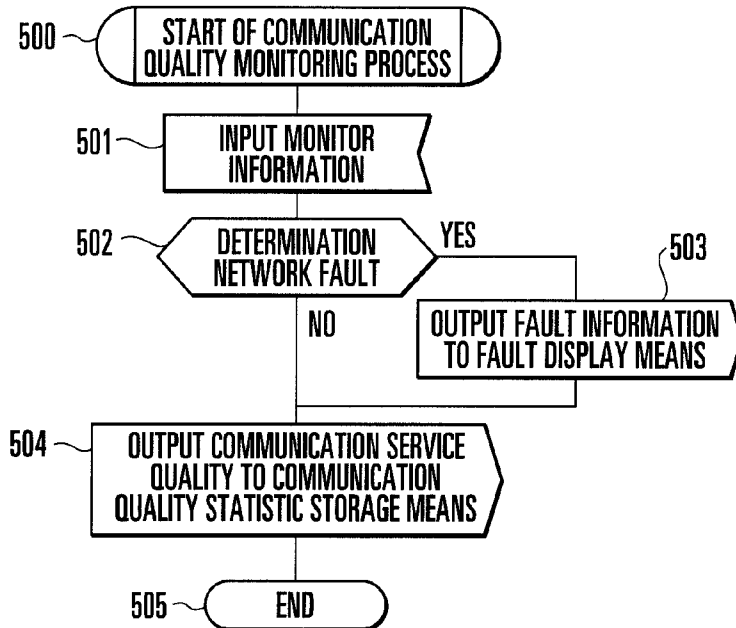 500
START OF COMMUNICATION
QUALITY MONITORING PROCESS
501
INPUT MONITOR
INFORMATION
502
DETERMINATION
NETWORK FAULT
YES
NO
503
OUTPUT FAULT INFORMATION
TO FAULT DISPLAY MEANS
504
OUTPUT COMMUNICATION SERVICE
QUALITY TO COMMUNICATION
QUALITY STATISTIC STORAGE MEANS
505
END